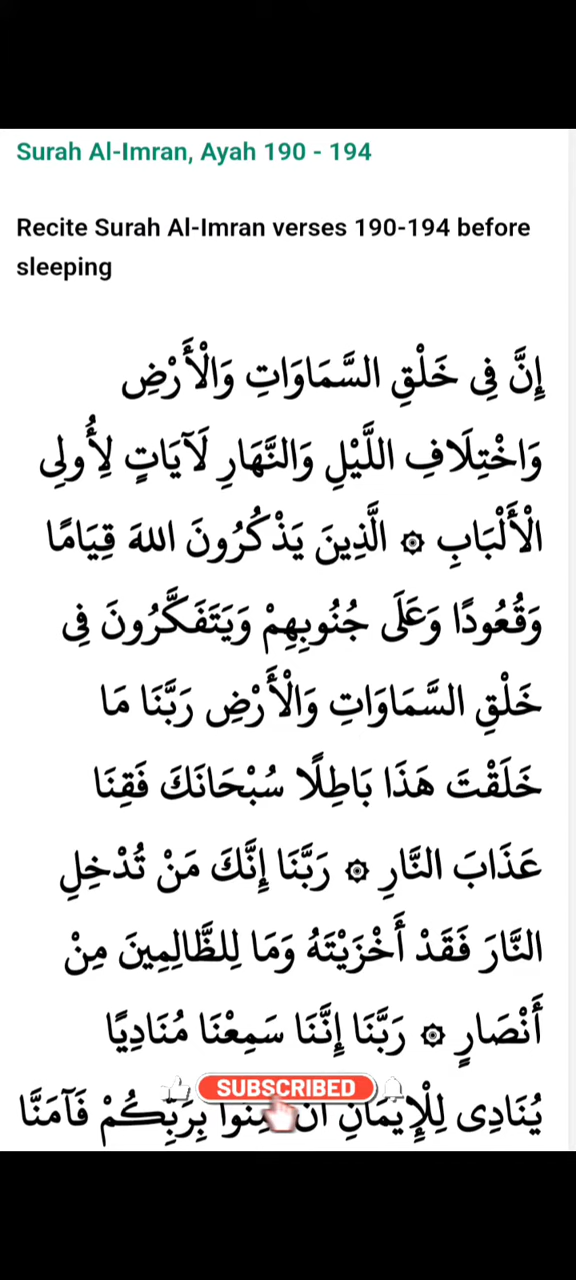 Surah Al-Imran, Ayah 190 - 194
Recite Surah Al-Imran verses 190-194 before
sleeping
إِنَّ فِي خَلْقِ السَّمَاوَاتِ وَالْأَرْضِ
وَاخْتِلَافِ اللَّيْلِ وَالنَّهَارِ لَآيَاتٍ لِأُولِي
الْأَلْبَابِ ۞ الَّذِينَ يَذْكُرُونَ اللهَ قِيَامًا
وَقُعُودًا وَعَلَى جُنُوبِهِمْ وَيَتَفَكَّرُونَ فِي
خَلْقِ السَّمَاوَاتِ وَالْأَرْضِ رَبَّنَا مَا
خَلَقْتَ هَذَا بَاطِلًا سُبْحَانَكَ فَقِنَا
عَذَابَ النَّارِ ۞ رَبَّنَا إِنَّكَ مَنْ تُدْخِلِ
النَّارَ فَقَدْ أَخْزَيْتَهُ وَمَا لِلظَّالِمِينَ مِنْ
أَنْصَارٍ ۞ رَبَّنَا إِنَّنَا سَمِعْنَا مُنَادِيًا
SUBSCRIBED
يُنَادِي لِلْإِيمَانِ أَنْ بِرَبِّكُمْ فَآمَنَّا